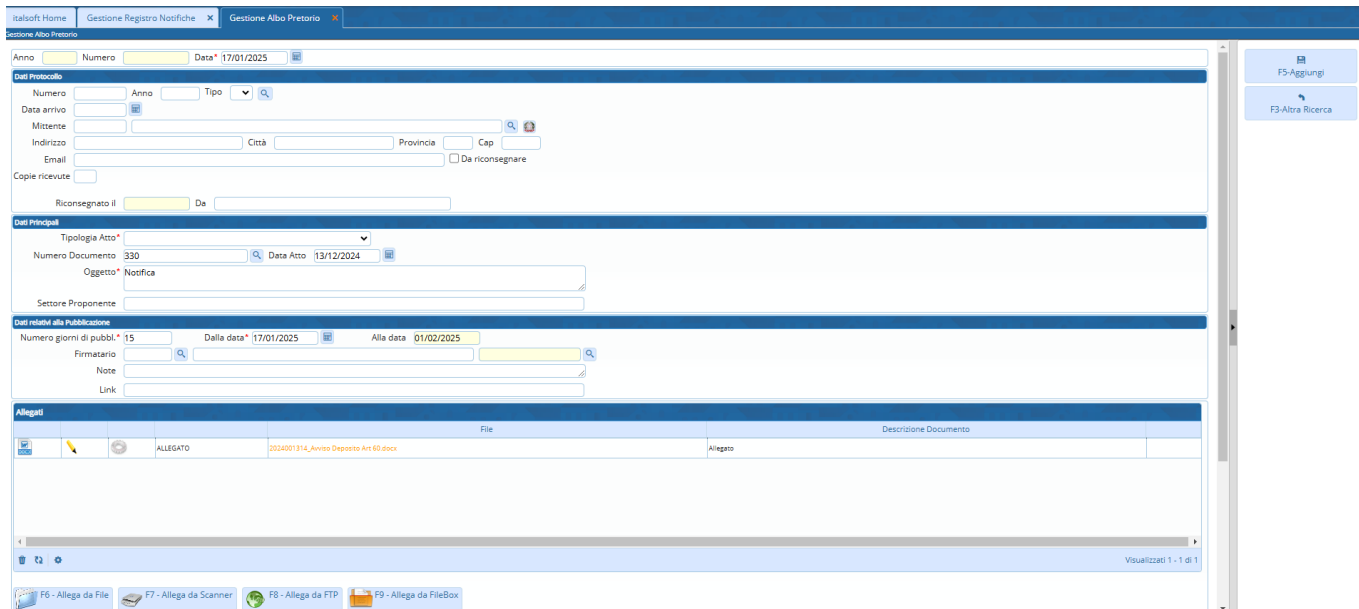 italsoft Home Gestione Registro Notifiche × Gestione Albo Pretorio ×
Gestione Albo Pretorio
Anno Numero Data* 17/01/2025
F5-Aggiungi
Dati Protocollo
Numero Anno Tipo
F3-Altra Ricerca
Data arrivo
Mittente
Indirizzo Città Provincia Cap
Email Da riconsegnare
Copie ricevute
Riconsegnato il Da
Dati Principali
Tipologia Atto*
Numero Documento 330 Data Atto 13/12/2024
Oggetto* Notifica
Settore Proponente
Dati relativi alla Pubblicazione
Numero giorni di pubbl.* 15 Dalla data* 17/01/2025 Alla data 01/02/2025
Firmatario
Note
Link
Allegati
File Descrizione Documento
ALLEGATO 2024001314_Avviso Deposito Art 60.docx Allegato
Visualizzati 1 - 1 di 1
F6 - Allega da File F7 - Allega da Scanner F8 - Allega da FTP F9 - Allega da FileBox